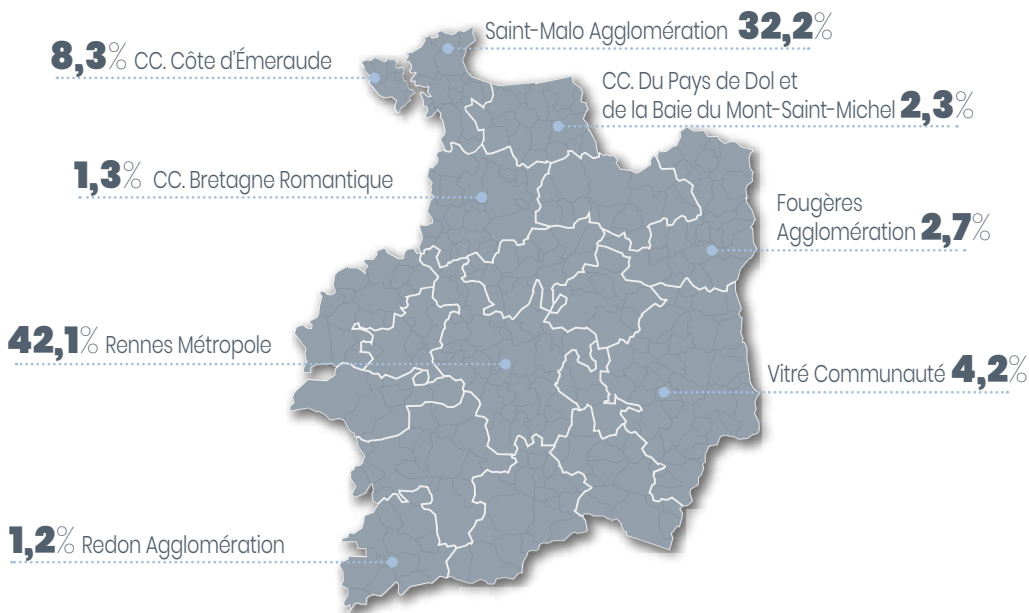 Saint-Malo Agglomération 32,2%
8,3% CC. Côte d'Émeraude
CC. Du Pays de Dol et
de la Baie du Mont-Saint-Michel 2,3%
1,3% CC. Bretagne Romantique
Fougères
Agglomération 2,7%
42,1% Rennes Métropole
Vitré Communauté 4,2%
1,2% Redon Agglomération